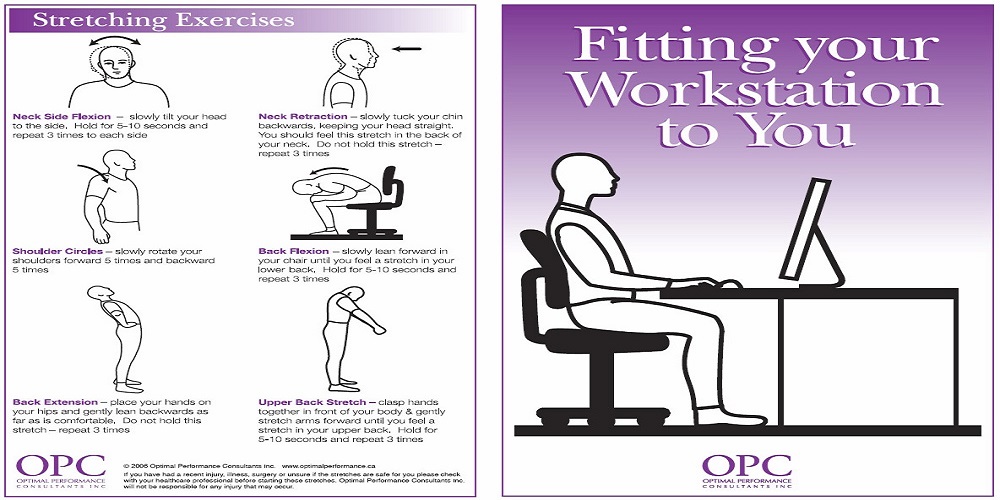 Stretching Exercises
Neck Side Flexion – slowly tilt your head
to the side. Hold for 5-10 seconds and
repeat 3 times to each side
Neck Retraction – slowly tuck your chin
backwards, keeping your head straight.
You should feel this stretch in the back of
your neck. Do not hold this stretch –
repeat 3 times
Shoulder Circles – slowly rotate your
shoulders forward 5 times and backward
5 times
Back Flexion – slowly lean forward in
your chair until you feel a stretch in your
lower back. Hold for 5-10 seconds and
repeat 3 times
Back Extension – place your hands on
your hips and gently lean backwards as
far as is comfortable. Do not hold this
stretch – repeat 3 times
Upper Back Stretch – clasp hands
together in front of your body & gently
stretch arms forward until you feel a
stretch in your upper back. Hold for
5-10 seconds and repeat 3 times
OPC
OPTIMAL PERFORMANCE
CONSULTANTS INC
© 2006 Optimal Performance Consultants Inc. www.optimalperformance.ca
If you have had a recent injury, illness, surgery or unsure if the stretches are safe for you please check
with your healthcare professional before starting these stretches. Optimal Performance Consultants Inc.
will not be responsible for any injury that may occur.
Fitting your
Workstation
to You
OPC
OPTIMAL PERFORMANCE
CONSULTANTS INC